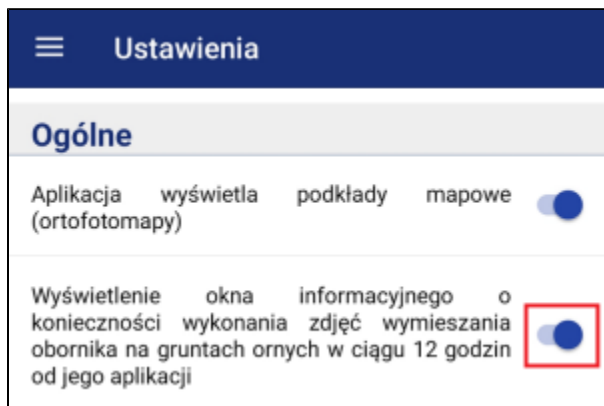 Ustawienia
Ogólne
Aplikacja wyświetla podkłady mapowe
(ortofotomapy)
Wyświetlenie okna informacyjnego o
konieczności wykonania zdjęć wymieszania
obornika na gruntach ornych w ciągu 12 godzin
od jego aplikacji